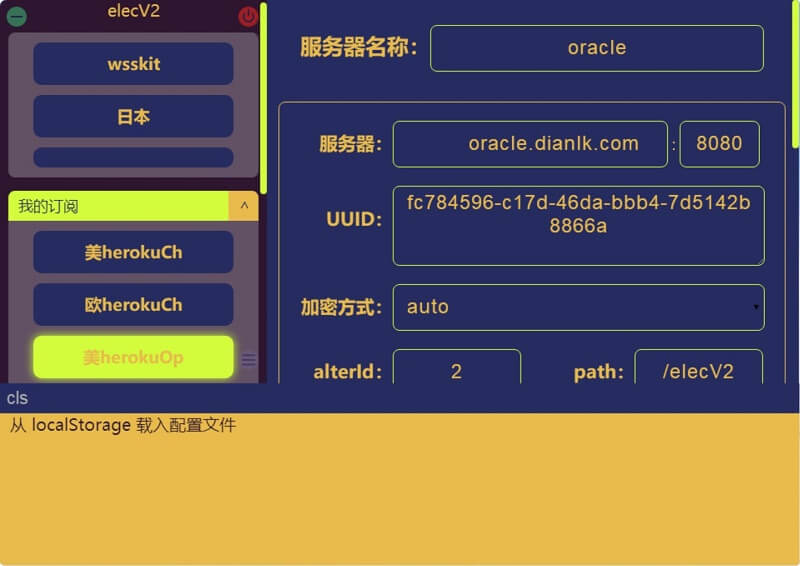 elecV2
wsskit
日本
我的订阅 ^
美herokuCh
欧herokuCh
美herokuOp
服务器名称： oracle
服务器： oracle.dianlk.com : 8080
UUID： fc784596-c17d-46da-bbb4-7d5142b
8866a
加密方式： auto
alterId： 2 path： /elecV2
cls
从 localStorage 载入配置文件